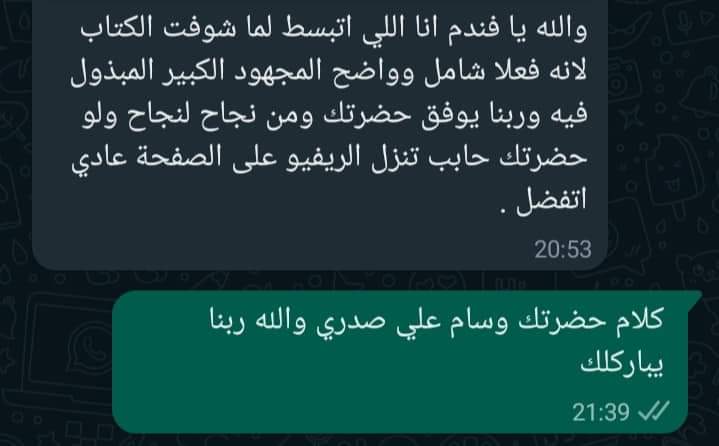 والله يا فندم انا اللي اتبسط لما شوفت الكتاب
لانه فعلا شامل وواضح المجهود الكبير المبذول
فيه وربنا يوفق حضرتك ومن نجاح لنجاح ولو
حضرتك حابب تنزل الريفيو على الصفحة عادي
اتفضل .
20:53
كلام حضرتك وسام علي صدري والله ربنا
يباركلك
21:39